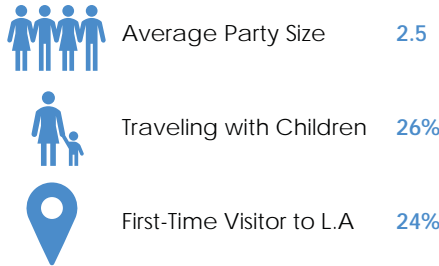 Average Party Size 2.5
Traveling with Children 26%
First-Time Visitor to L.A 24%